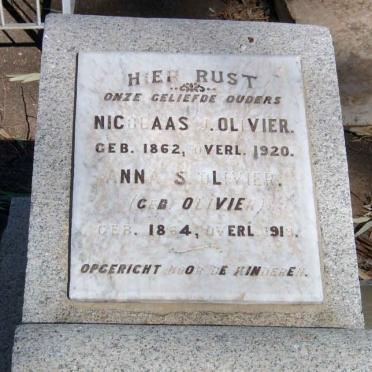 HIER RUST
ONZE GELIEFDE OUDERS
NICOLAAS J. OLIVIER.
GEB. 1862, OVERL. 1920.
ANNA S. OLIVIER.
(GEB OLIVIER)
GEB. 1864, OVERL 1919.
OPGERICHT DOOR DE KINDEREN.